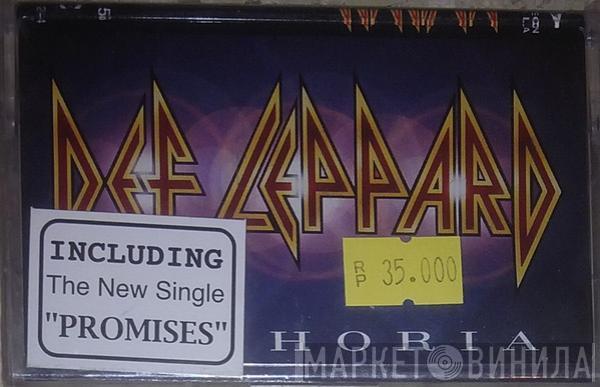 DEF LEPPARD
INCLUDING
The New Single
"PROMISES"
RP 35.000
HORIA
МАРКЕТ ВИНИЛА